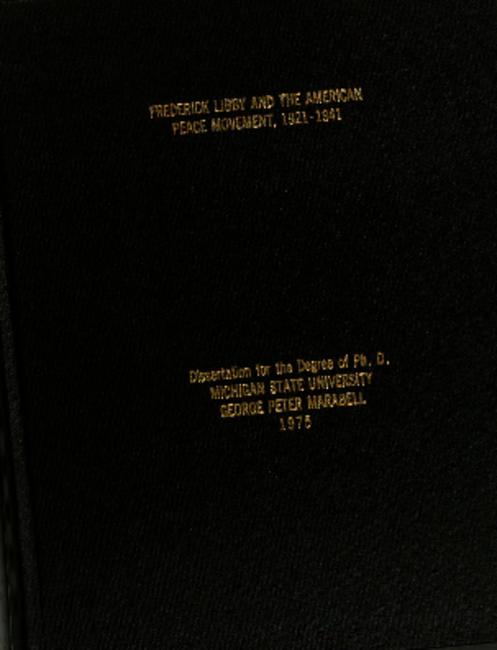 FREDERICK LIBBY AND THE AMERICAN
PEACE MOVEMENT, 1921-1941
Dissertation for the Degree of Ph. D.
MICHIGAN STATE UNIVERSITY
GEORGE PETER MARABELL
1975